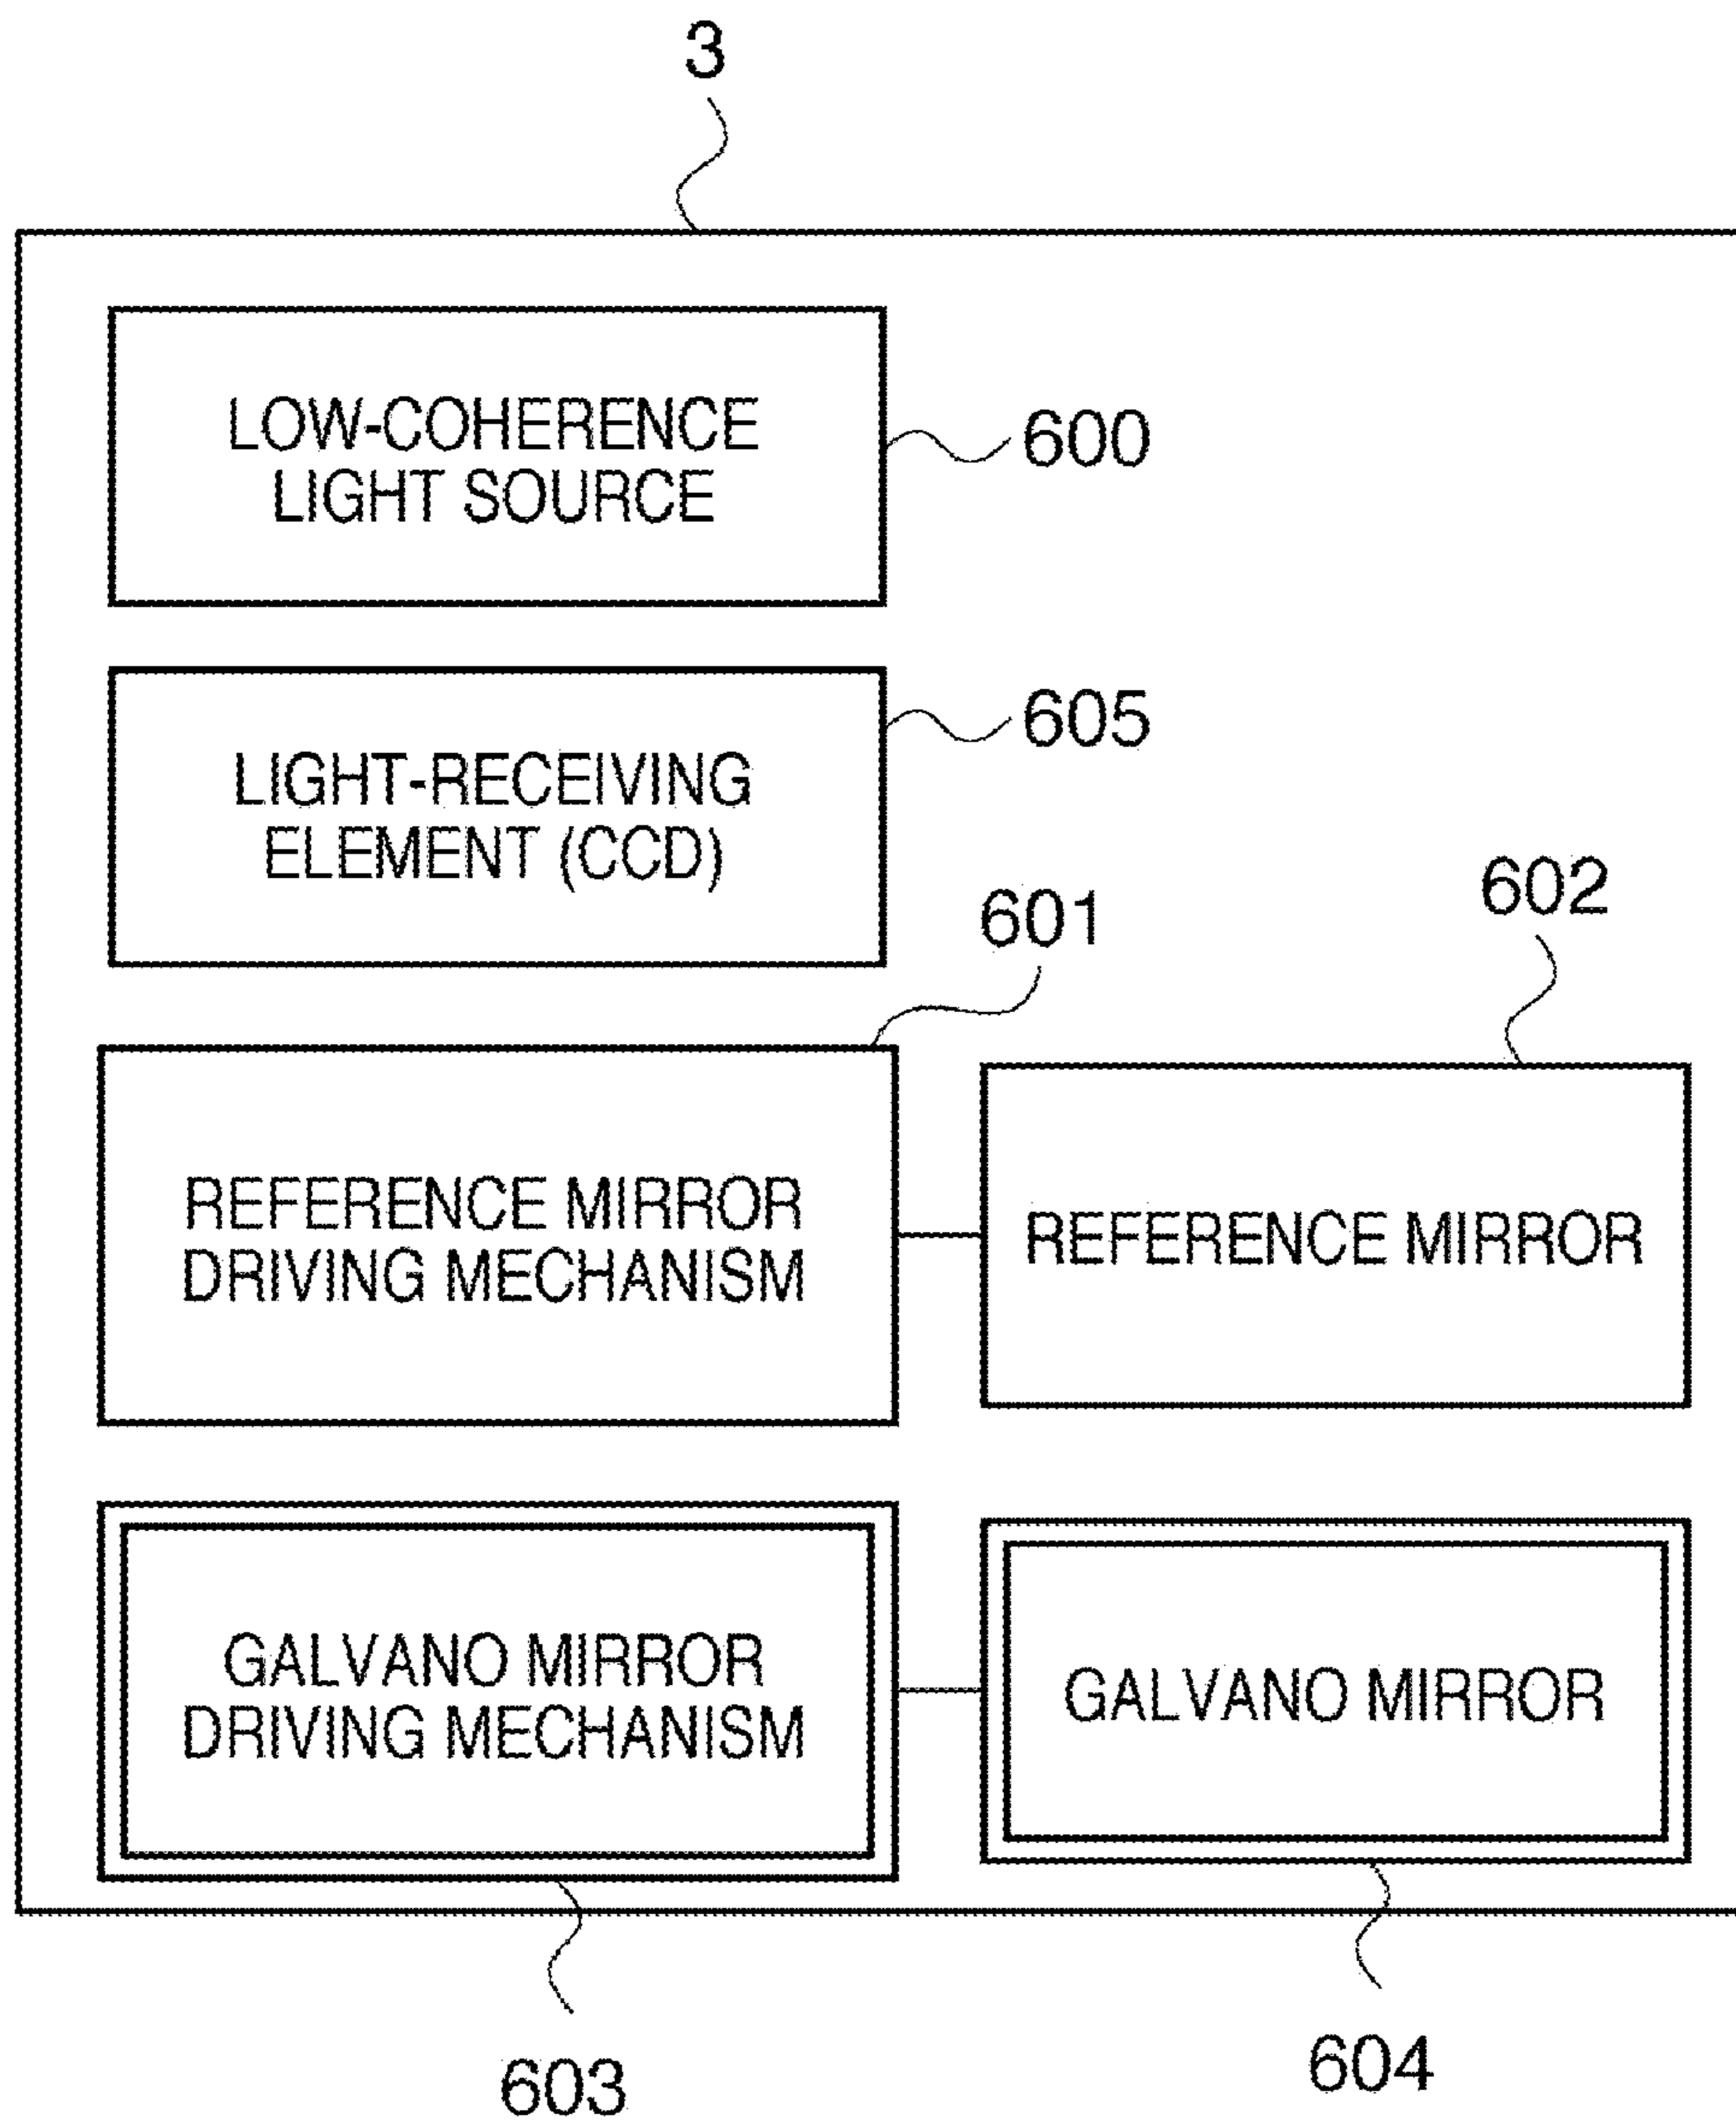 3
LOW-COHERENCE
LIGHT SOURCE
600
LIGHT-RECEIVING
ELEMENT (CCD)
605
601
602
REFERENCE MIRROR
DRIVING MECHANISM
REFERENCE MIRROR
GALVANO MIRROR
DRIVING MECHANISM
GALVANO MIRROR
603
604